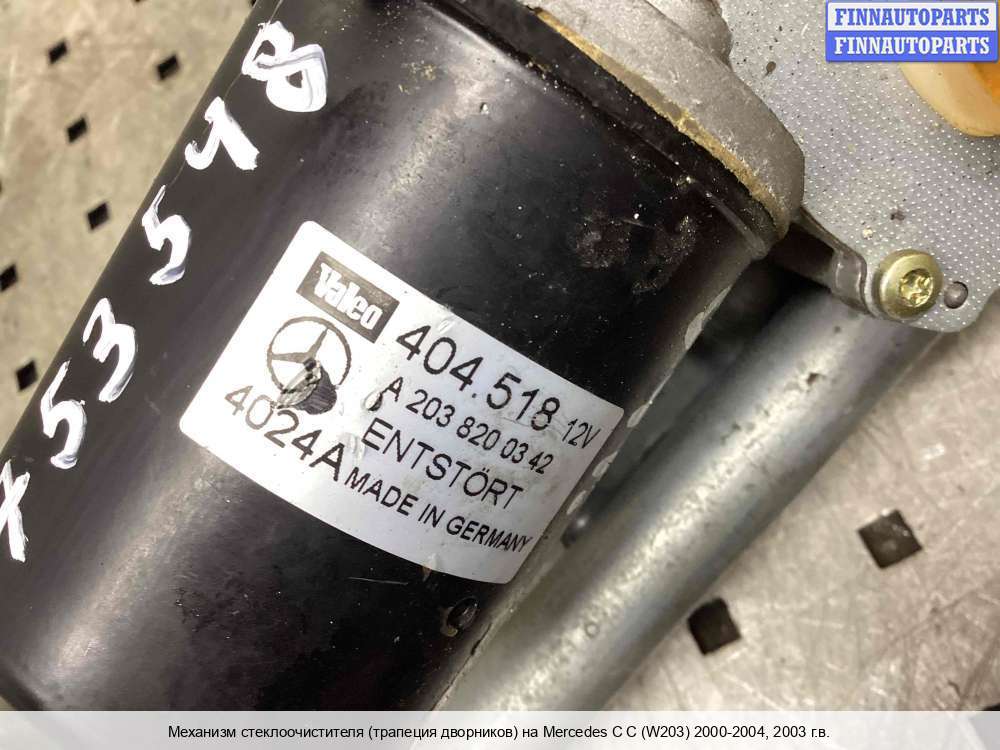 FINNAUTOPARTS
FINNAUTOPARTS
753548
Valeo
404.518 12V
A 203 820 03 42
4024A
ENTSTÖRT
MADE IN GERMANY
Механизм стеклоочистителя (трапеция дворников) на Mercedes C C (W203) 2000-2004, 2003 г.в.